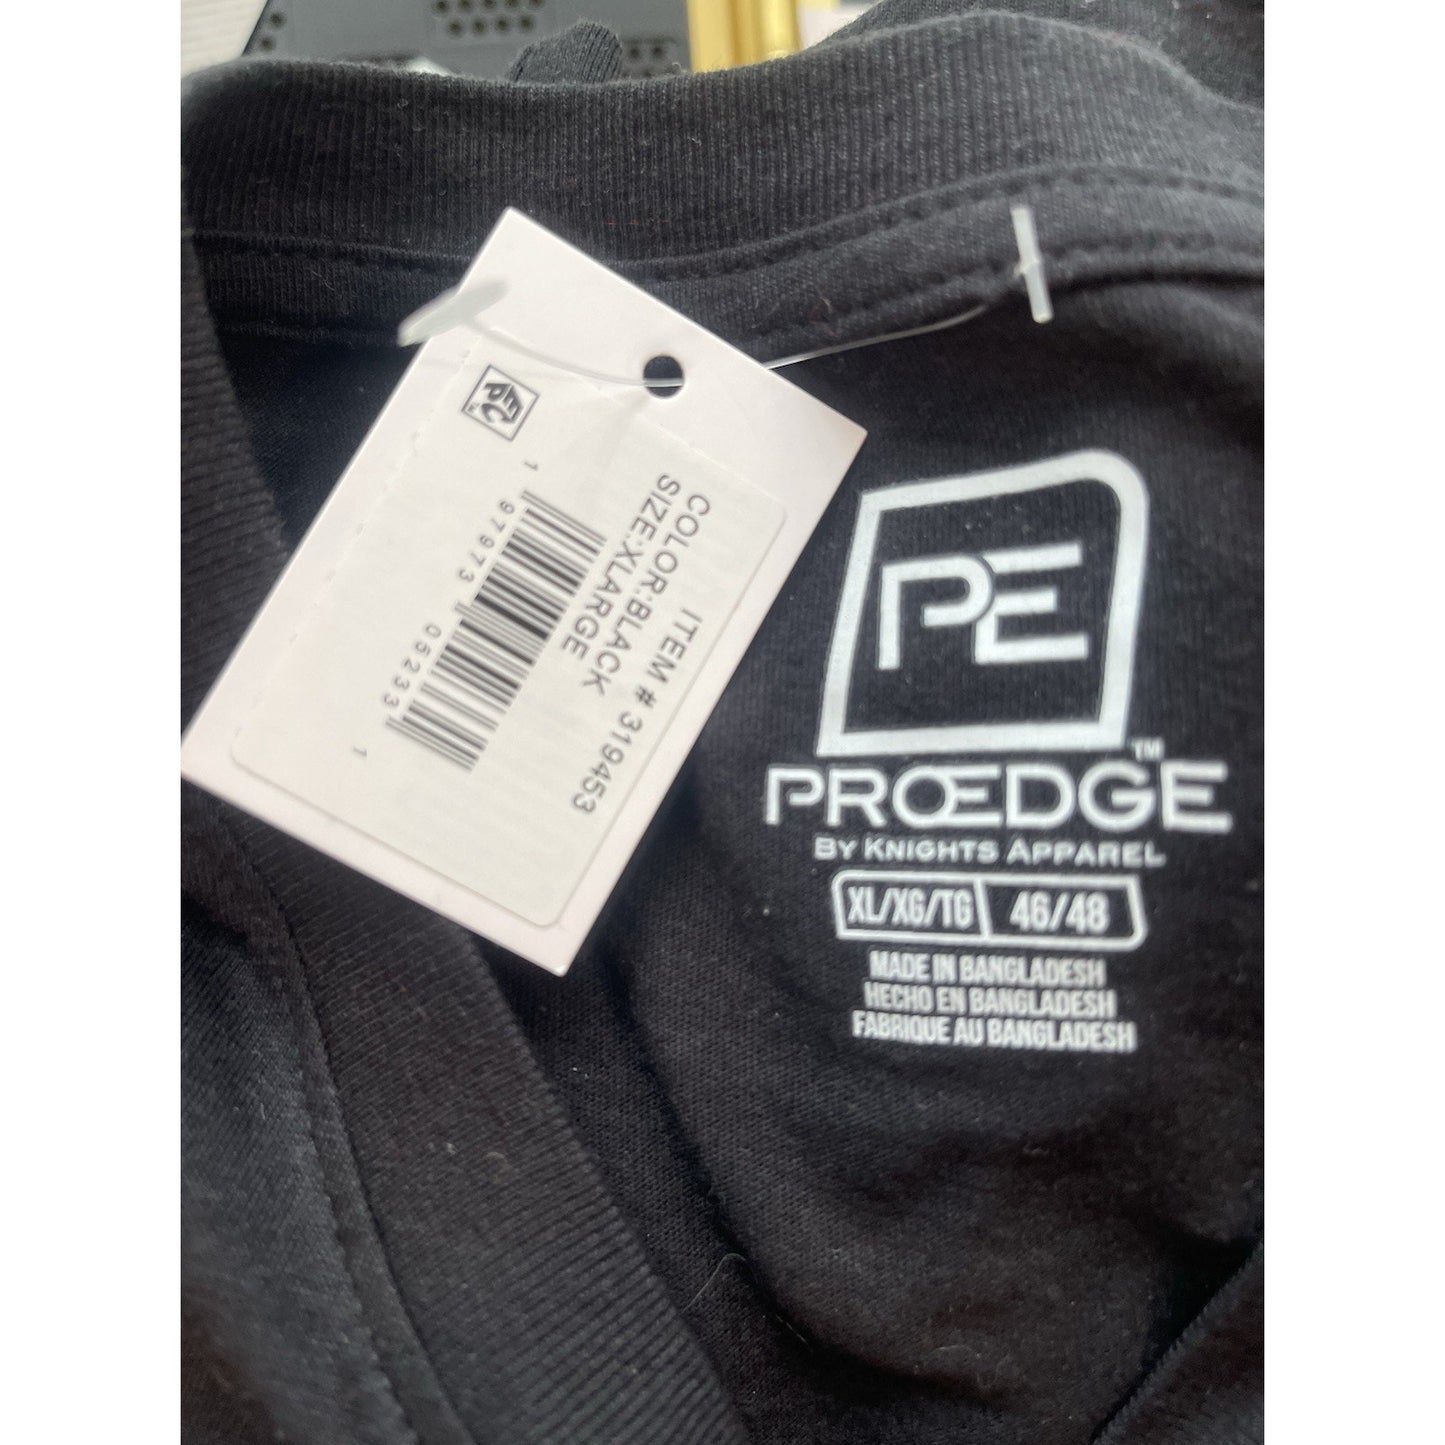 ITEM # 319453
COLOR:BLACK
SIZE:XLARGE
1 97973 05233 1
EPC
PE
PROEDGE™
BY KNIGHTS APPAREL
XL/XG/TG 46/48
MADE IN BANGLADESH
HECHO EN BANGLADESH
FABRIQUE AU BANGLADESH